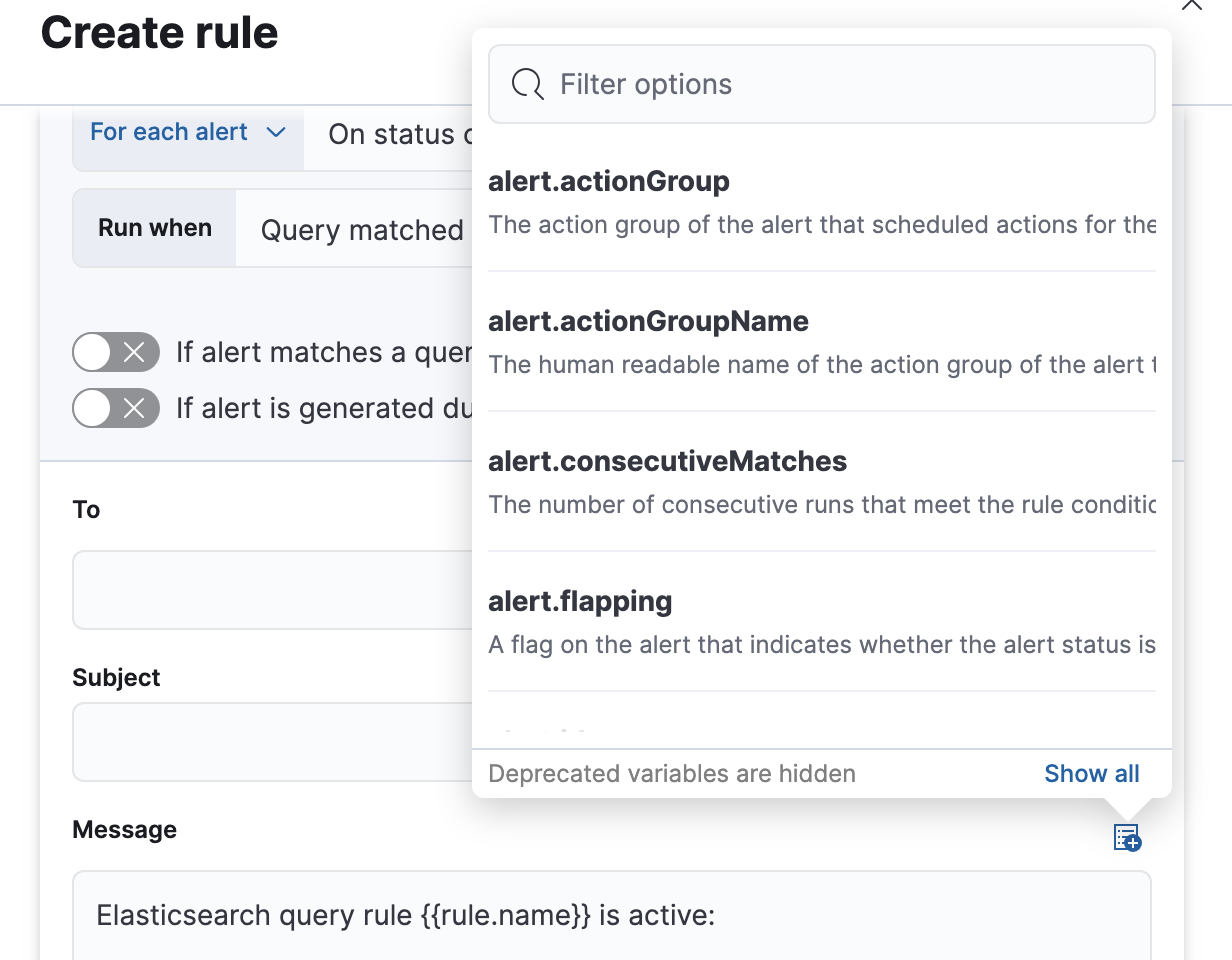 Create rule
For each alert
On status
Run when
Query matched
If alert matches a quer
If alert is generated du
To
Subject
Message
Elasticsearch query rule {{rule.name}} is active:
Filter options
alert.actionGroup
The action group of the alert that scheduled actions for the
alert.actionGroupName
The human readable name of the action group of the alert t
alert.consecutiveMatches
The number of consecutive runs that meet the rule conditic
alert.flapping
A flag on the alert that indicates whether the alert status is
Deprecated variables are hidden
Show all